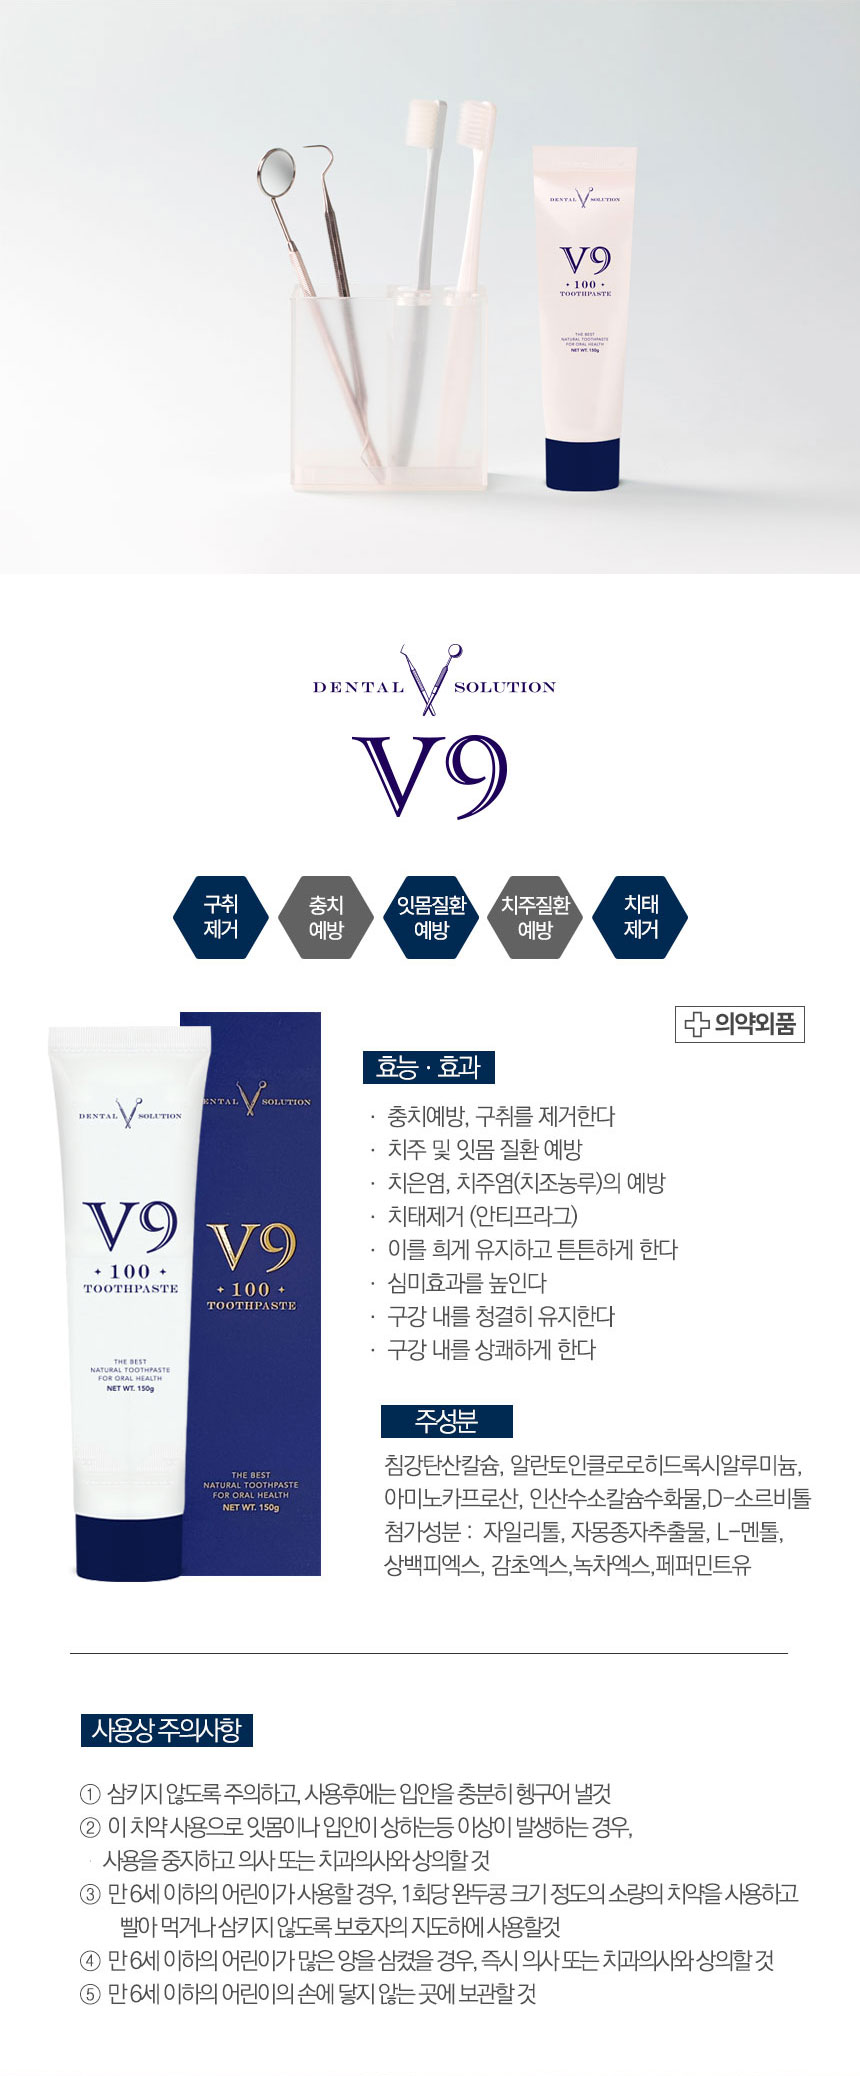 DENTAL SOLUTION
V9
100
TOOTHPASTE
THE BEST
NATURAL TOOTHPASTE
FOR ORAL HEALTH
NET WT. 150g
DENTAL SOLUTION
V9
구취
제거
충치
예방
잇몸질환
예방
치주질환
예방
치태
제거
의약외품
DENTAL SOLUTION
V9
100
TOOTHPASTE
THE BEST
NATURAL TOOTHPASTE
FOR ORAL HEALTH
NET WT. 150g
ENTAL SOLUTION
V9
100
TOOTHPASTE
THE BEST
NATURAL TOOTHPASTE
FOR ORAL HEALTH
NET WT. 150g
효능 · 효과
· 충치예방, 구취를 제거한다
· 치주 및 잇몸 질환 예방
· 치은염, 치주염(치조농루)의 예방
· 치태제거 (안티프라그)
· 이를 희게 유지하고 튼튼하게 한다
· 심미효과를 높인다
· 구강 내를 청결히 유지한다
· 구강 내를 상쾌하게 한다
주성분
침강탄산칼슘, 알란토인클로로히드록시알루미늄,
아미노카프로산, 인산수소칼슘수화물,D-소르비톨
첨가성분 : 자일리톨, 자몽종자추출물, L-멘톨,
상백피엑스, 감초엑스,녹차엑스,페퍼민트유
사용상 주의사항
① 삼키지 않도록 주의하고, 사용후에는 입안을 충분히 헹구어 낼것
② 이 치약 사용으로 잇몸이나 입안이 상하는등 이상이 발생하는 경우,
사용을 중지하고 의사 또는 치과의사와 상의할 것
③ 만 6세 이하의 어린이가 사용할 경우, 1회당 완두콩 크기 정도의 소량의 치약을 사용하고
빨아 먹거나 삼키지 않도록 보호자의 지도하에 사용할것
④ 만 6세 이하의 어린이가 많은 양을 삼켰을 경우, 즉시 의사 또는 치과의사와 상의할 것
⑤ 만 6세 이하의 어린이의 손에 닿지 않는 곳에 보관할 것